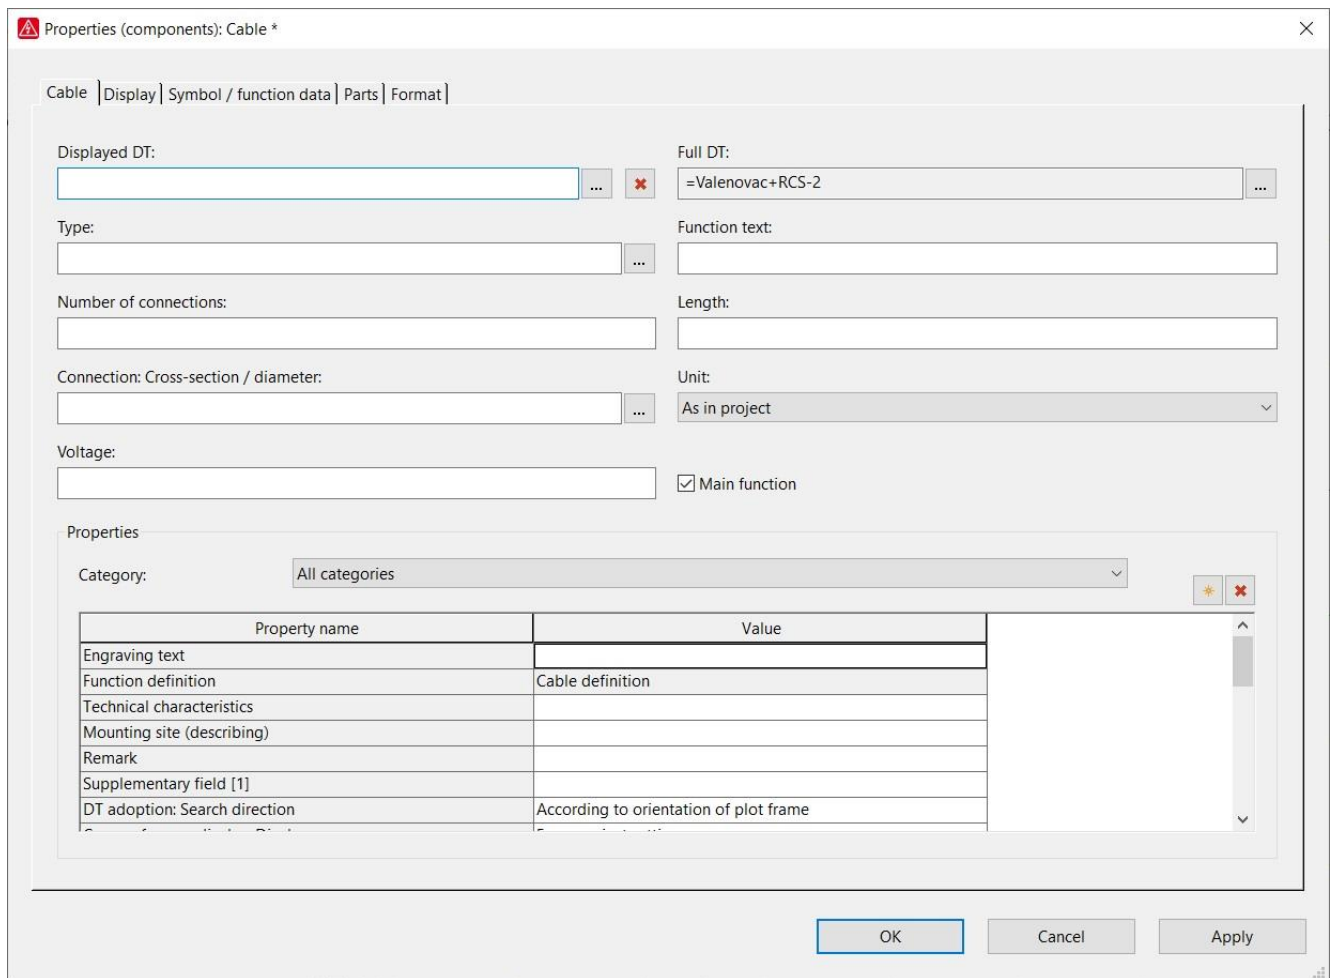 Properties (components): Cable *
Cable Display Symbol / function data Parts Format
Displayed DT: Full DT:
... =Valenovac+RCS-2 ...
Type: Function text:
...
Number of connections: Length:
Connection: Cross-section / diameter: Unit:
... As in project
Voltage:
Main function
Properties
Category: All categories
Property name Value
Engraving text
Function definition Cable definition
Technical characteristics
Mounting site (describing)
Remark
Supplementary field [1]
DT adoption: Search direction According to orientation of plot frame
OK Cancel Apply